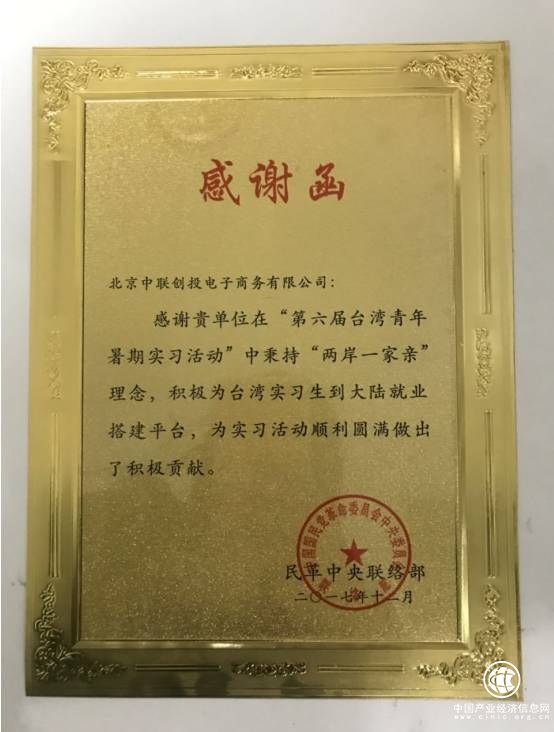 感谢函
北京中联创投电子商务有限公司：
感谢贵单位在“第六届台湾青年
暑期实习活动”中秉持“两岸一家亲”
理念，积极为台湾实习生到大陆就业
搭建平台，为实习活动顺利圆满做出
了积极贡献。
民革中央联络部
二〇一七年十二月
中国产业经济信息网
www.cinic.org.cn